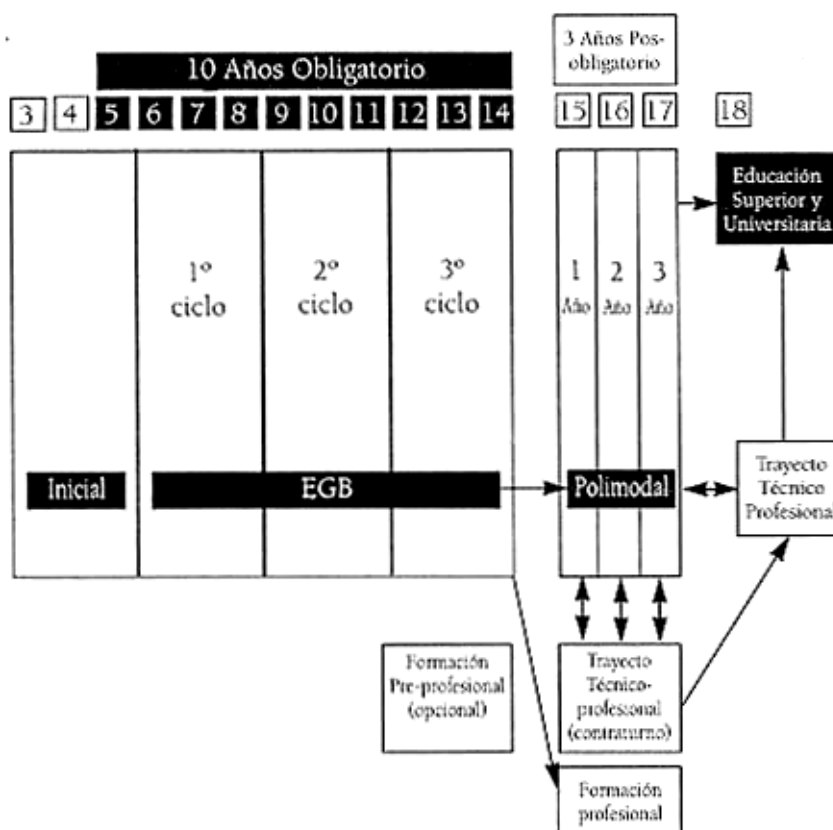 10 Años Obligatorio
3 Años Pos-
obligatorio
3 4 5 6 7 8 9 10 11 12 13 14 15 16 17 18
1º
ciclo
2º
ciclo
3º
ciclo
1
Año
2
Año
3
Año
Educación
Superior y
Universitaria
Inicial
EGB
Polimodal
Trayecto
Técnico
Profesional
Formación
Pre-profesional
(opcional)
Trayecto
Técnico-
profesional
(contraturno)
Formación
profesional